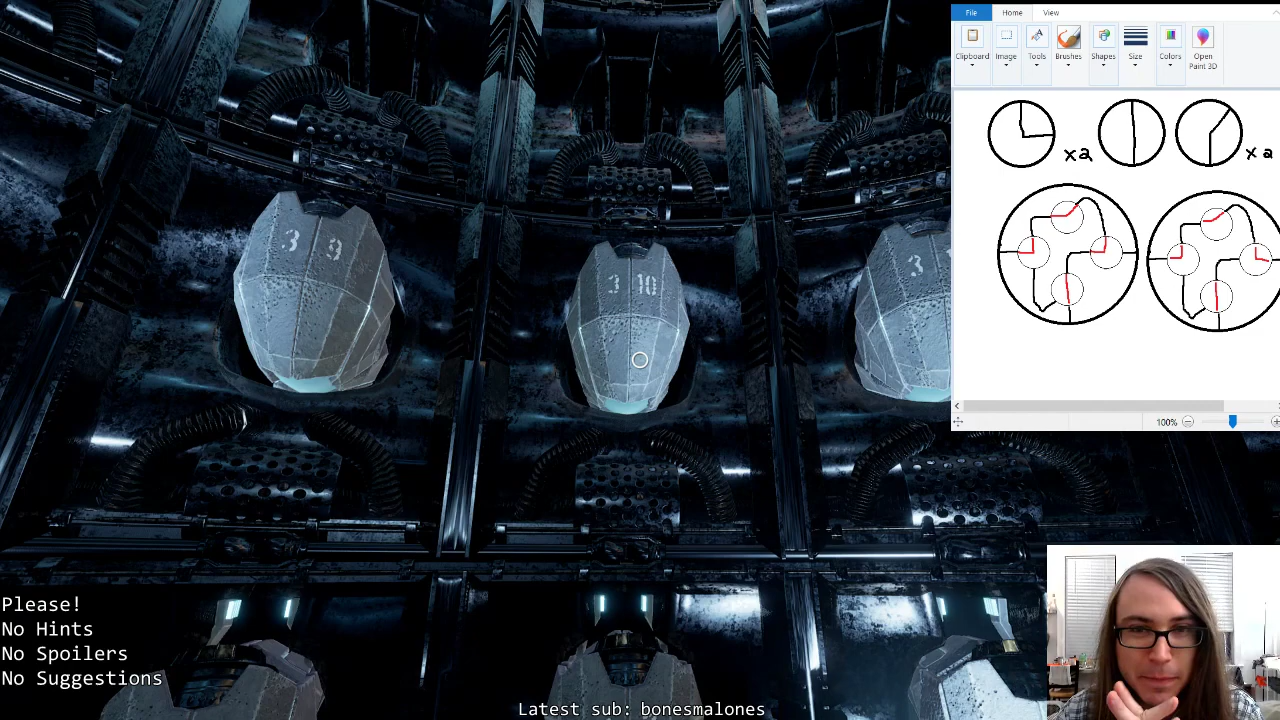 File Home View
Clipboard Image Tools Brushes Shapes Size Colors Open
Paint 3D
x2 x2
3 9
3 10
3
100%
Please!
No Hints
No Spoilers
No Suggestions
Latest sub: bonesmalones